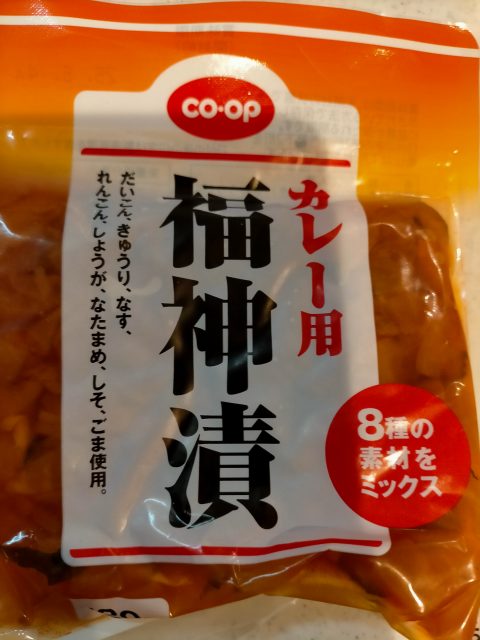 CO・OP
カレー用
福神漬
だいこん、きゅうり、なす、
れんこん、しょうが、なたまめ、しそ、ごま使用。
8種の
素材を
ミックス